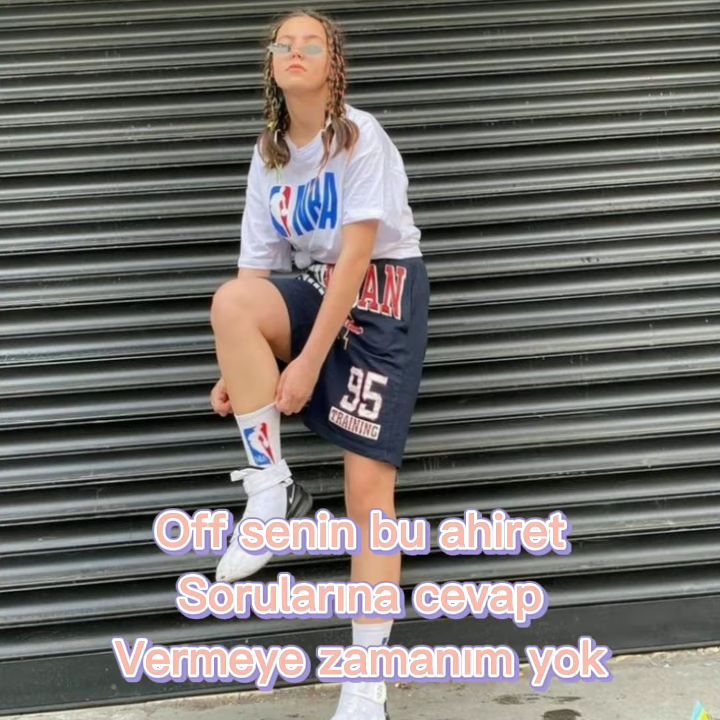 NBA
95
TRAINING
Off senin bu ahiret
Sorularına cevap
Vermeye zamanım yok